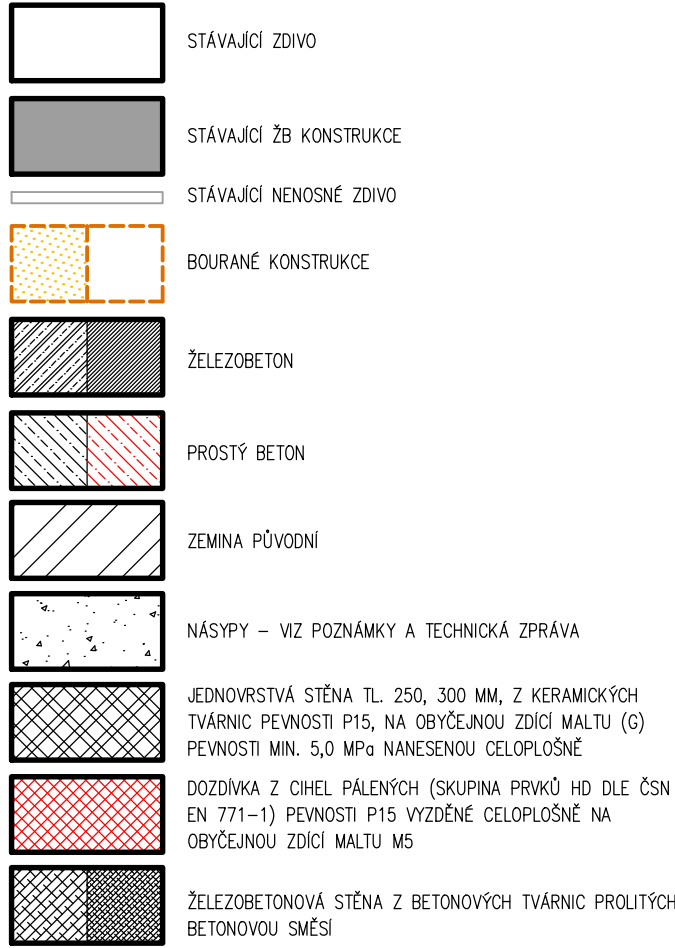 STÁVAJÍCÍ ZDIVO
STÁVAJÍCÍ ŽB KONSTRUKCE
STÁVAJÍCÍ NENOSNÉ ZDIVO
BOURANÉ KONSTRUKCE
ŽELEZOBETON
PROSTÝ BETON
ZEMINA PŮVODNÍ
NÁSYPY – VIZ POZNÁMKY A TECHNICKÁ ZPRÁVA
JEDNOVRSTVÁ STĚNA TL. 250, 300 MM, Z KERAMICKÝCH
TVÁRNIC PEVNOSTI P15, NA OBYČEJNOU ZDÍCÍ MALTU (G)
PEVNOSTI MIN. 5,0 MPa NANESENOU CELOPLOŠNĚ
DOZDÍVKA Z CIHEL PÁLENÝCH (SKUPINA PRVKŮ HD DLE ČSN
EN 771–1) PEVNOSTI P15 VYZDĚNÉ CELOPLOŠNĚ NA
OBYČEJNOU ZDÍCÍ MALTU M5
ŽELEZOBETONOVÁ STĚNA Z BETONOVÝCH TVÁRNIC PROLITÝCH
BETONOVOU SMĚSÍ